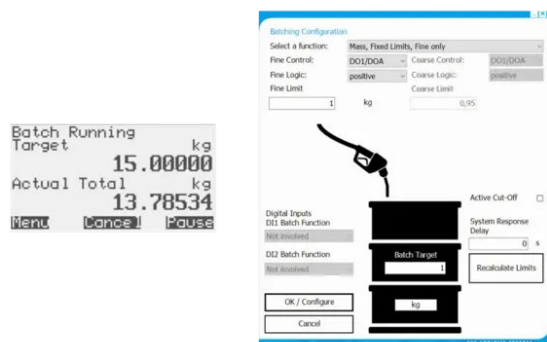 Batch Running
Target kg
15.00000
Actual Total kg
13.78534
Menu Cancel Pause
Batching Configuration
Select a function: Mass, Fixed Limits, Fine only
Fine Control: DO1/DOA Coarse Control: DO1/DOA
Fine Logic: positive Coarse Logic: positive
Fine Limit Coarse Limit
1 kg 0,95
Active Cut-Off
Digital Inputs
DI1 Batch Function
Not involved
System Response
Delay
0 s
DI2 Batch Function
Not involved
Batch Target
1
Recalculate Limits
OK / Configure
kg
Cancel